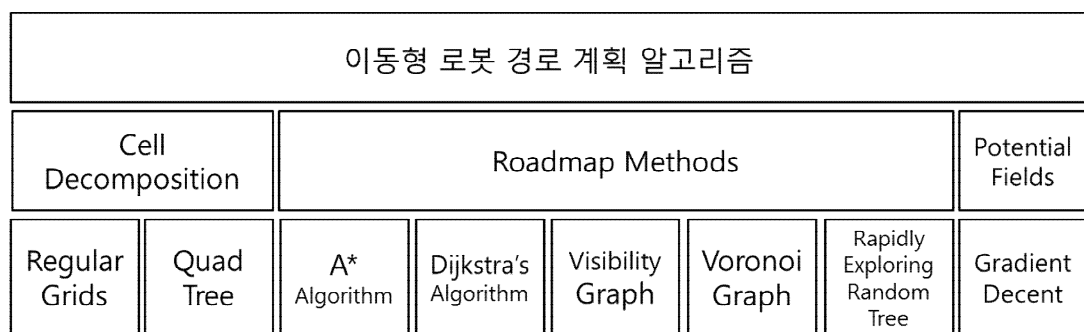 이동형 로봇 경로 계획 알고리즘
Cell
Decomposition
Roadmap Methods
Potential
Fields
Regular
Grids
Quad
Tree
A*
Algorithm
Dijkstra's
Algorithm
Visibility
Graph
Voronoi
Graph
Rapidly
Exploring
Random
Tree
Gradient
Decent